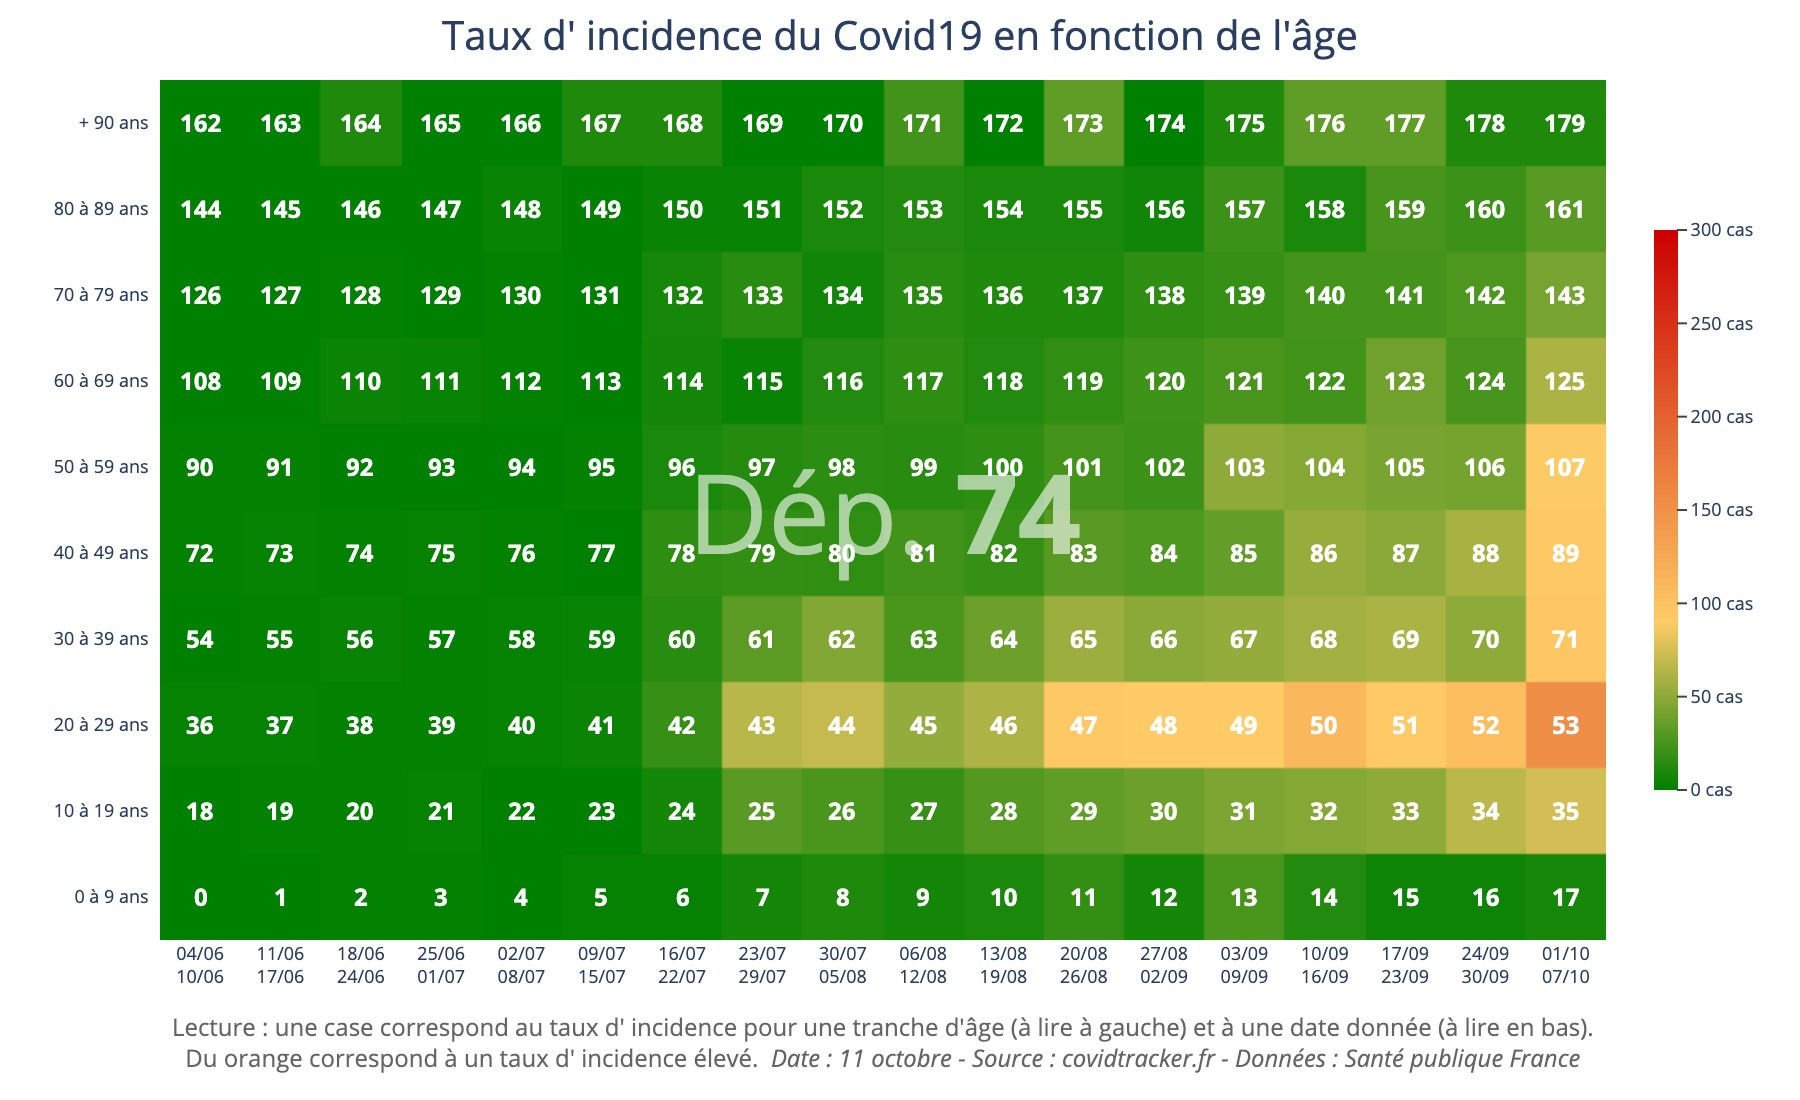 Taux d' incidence du Covid19 en fonction de l'âge
+ 90 ans 162 163 164 165 166 167 168 169 170 171 172 173 174 175 176 177 178 179
80 à 89 ans 144 145 146 147 148 149 150 151 152 153 154 155 156 157 158 159 160 161
300 cas
70 à 79 ans 126 127 128 129 130 131 132 133 134 135 136 137 138 139 140 141 142 143
250 cas
60 à 69 ans 108 109 110 111 112 113 114 115 116 117 118 119 120 121 122 123 124 125
200 cas
50 à 59 ans 90 91 92 93 94 95 96 97 98 99 100 101 102 103 104 105 106 107
150 cas
Dép. 74
40 à 49 ans 72 73 74 75 76 77 78 79 80 81 82 83 84 85 86 87 88 89
100 cas
30 à 39 ans 54 55 56 57 58 59 60 61 62 63 64 65 66 67 68 69 70 71
50 cas
20 à 29 ans 36 37 38 39 40 41 42 43 44 45 46 47 48 49 50 51 52 53
0 cas
10 à 19 ans 18 19 20 21 22 23 24 25 26 27 28 29 30 31 32 33 34 35
0 à 9 ans 0 1 2 3 4 5 6 7 8 9 10 11 12 13 14 15 16 17
04/06 11/06 18/06 25/06 02/07 09/07 16/07 23/07 30/07 06/08 13/08 20/08 27/08 03/09 10/09 17/09 24/09 01/10
10/06 17/06 24/06 01/07 08/07 15/07 22/07 29/07 05/08 12/08 19/08 26/08 02/09 09/09 16/09 23/09 30/09 07/10
Lecture : une case correspond au taux d' incidence pour une tranche d'âge (à lire à gauche) et à une date donnée (à lire en bas).
Du orange correspond à un taux d' incidence élevé. Date : 11 octobre - Source : covidtracker.fr - Données : Santé publique France